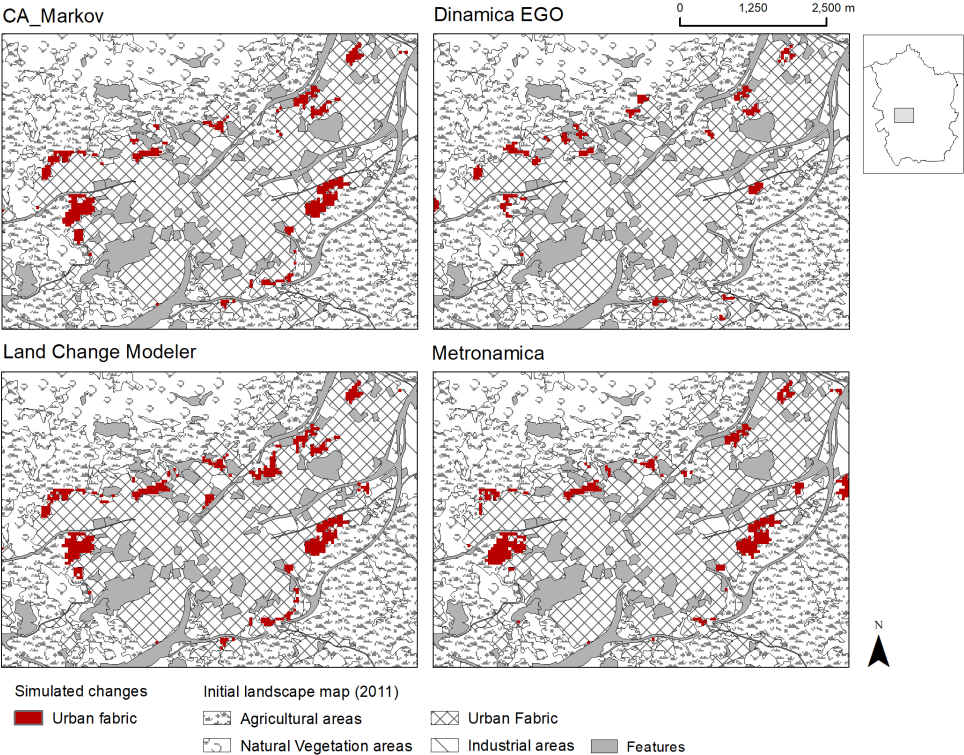 CA_Markov
Dinamica EGO
0 1,250 2,500 m
Land Change Modeler
Metronamica
N
Simulated changes
Initial landscape map (2011)
Urban fabric
Agricultural areas
Urban Fabric
Natural Vegetation areas
Industrial areas
Features